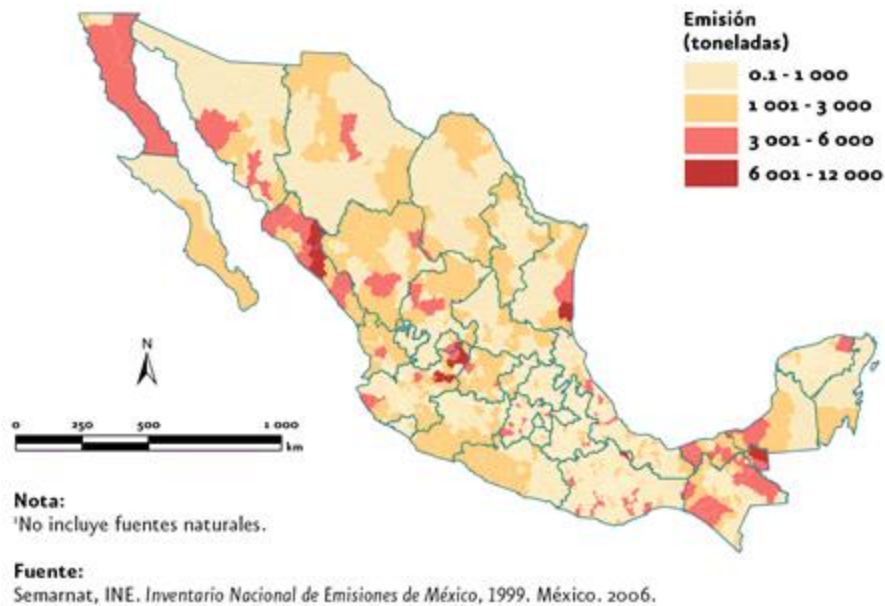 Emisión
(toneladas)
0.1 - 1 000
1 001 - 3 000
3 001 - 6 000
6 001 - 12 000
N
0 250 500 1 000
km
Nota:
¹No incluye fuentes naturales.
Fuente:
Semarnat, INE. Inventario Nacional de Emisiones de México, 1999. México. 2006.